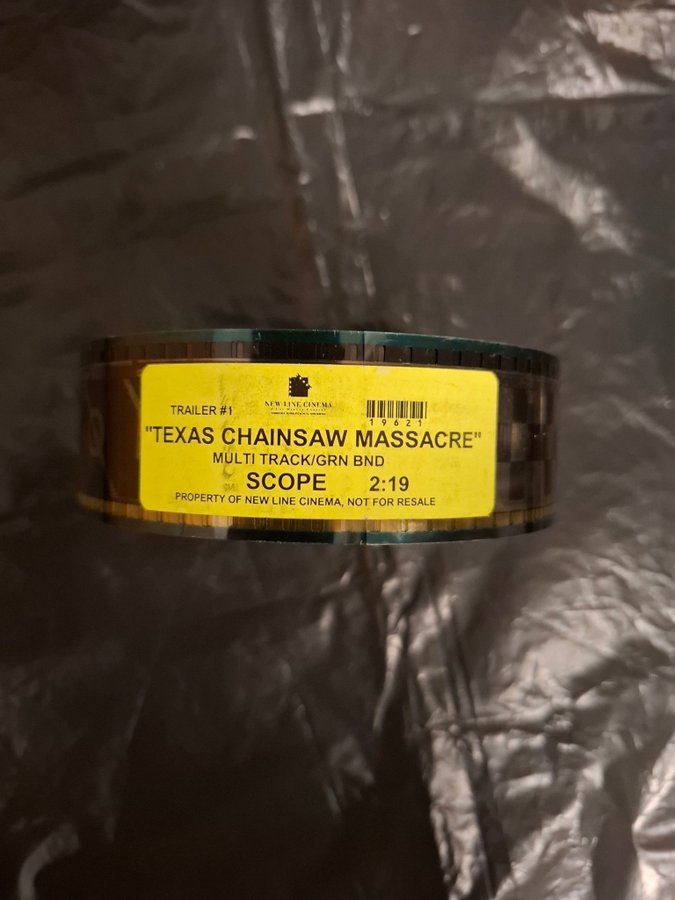 TRAILER #1
NEW LINE CINEMA
19621
"TEXAS CHAINSAW MASSACRE"
MULTI TRACK/GRN BND
SCOPE 2:19
PROPERTY OF NEW LINE CINEMA, NOT FOR RESALE